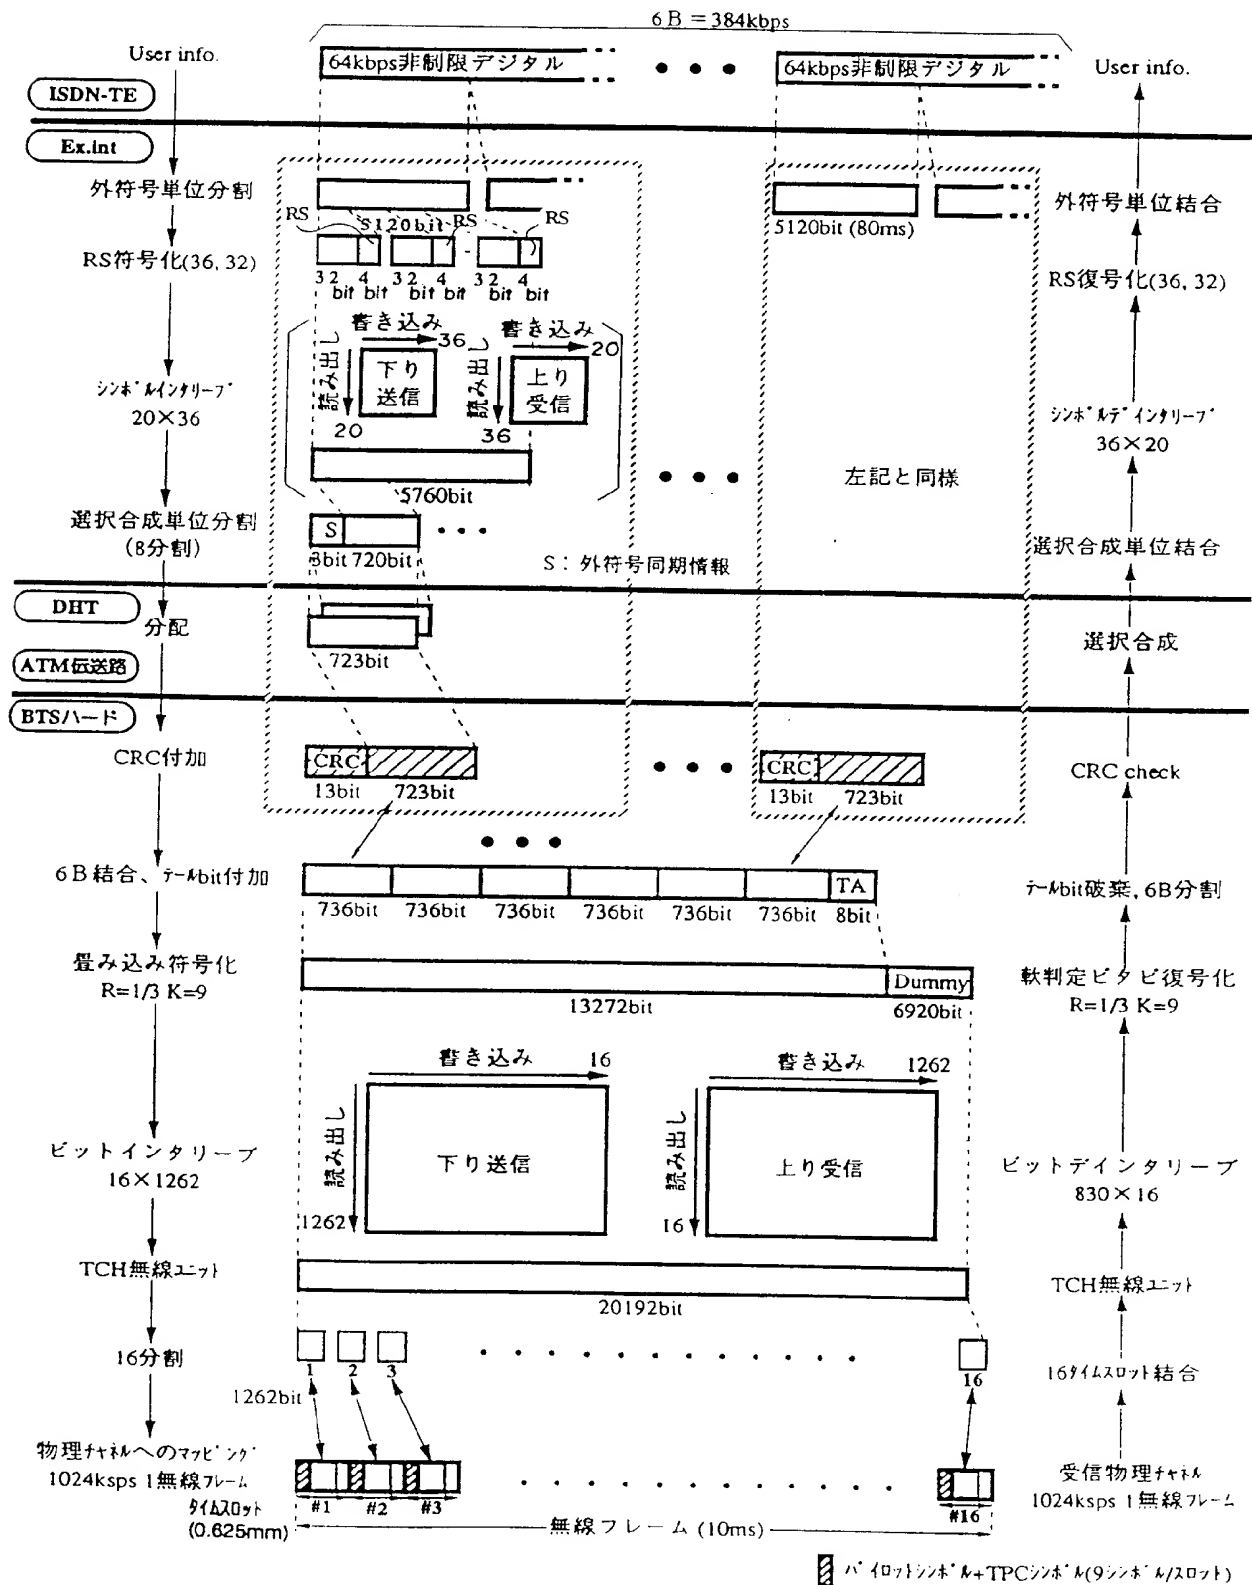 6B = 384kbps
User info.
64kbps非制限デジタル
64kbps非制限デジタル
User info.
ISDN-TE
Ex.int
外符号単位分割
5120bit
5120bit (80ms)
外符号単位結合
RS
RS
RS
RS符号化(36, 32)
32bit 4bit 32bit 4bit 32bit 4bit
RS復号化(36, 32)
書き込み
36
書き込み
20
読み出し
下り
送信
読み出し
上り
受信
20
36
シンボルインタリーブ
20×36
シンボルデインタリーブ
36×20
5760bit
左記と同様
選択合成単位分割
(8分割)
S
3bit 720bit
S: 外符号同期情報
選択合成単位結合
DHT
分配
723bit
選択合成
ATM伝送路
BTSハード
CRC付加
CRC
13bit 723bit
CRC
13bit 723bit
CRC check
6B結合、テールbit付加
TA
736bit 736bit 736bit 736bit 736bit 736bit 8bit
テールbit破棄, 6B分割
畳み込み符号化
R=1/3 K=9
Dummy
13272bit
6920bit
軟判定ビタビ復号化
R=1/3 K=9
書き込み
16
書き込み
1262
読み出し
下り送信
読み出し
上り受信
1262
16
ビットインタリーブ
16×1262
ビットデインタリーブ
830×16
TCH無線ユニット
20192bit
TCH無線ユニット
16分割
1 2 3 16
16タイムスロット結合
1262bit
物理チャネルへのマッピング
1024ksps 1無線フレーム
受信物理チャネル
1024ksps 1無線フレーム
タイムスロット
(0.625mm)
#1 #2 #3 #16
無線フレーム (10ms)
パイロットシンボル+TPCシンボル(9シンボル/スロット)